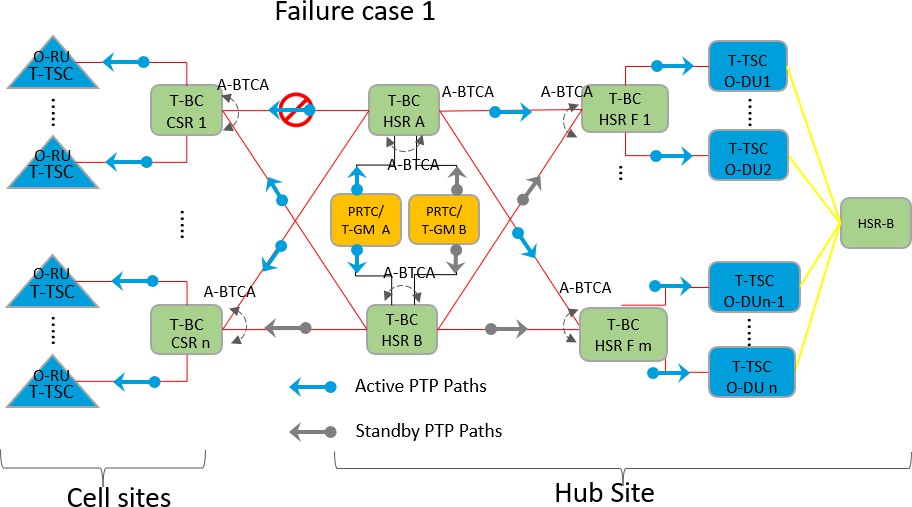 Failure case 1
O-RU
T-TSC
A-BTCA
T-BC
CSR 1
T-BC
HSR A
A-BTCA
A-BTCA
T-BC
HSR F 1
T-TSC
O-DU1
O-RU
T-TSC
A-BTCA
T-TSC
O-DU2
PRTC/
T-GM A
PRTC/
T-GM B
HSR-B
O-RU
T-TSC
A-BTCA
T-BC
CSR n
A-BTCA
T-BC
HSR B
A-BTCA
T-BC
HSR F m
T-TSC
O-DUn-1
O-RU
T-TSC
T-TSC
O-DU n
Active PTP Paths
Standby PTP Paths
Cell sites
Hub Site